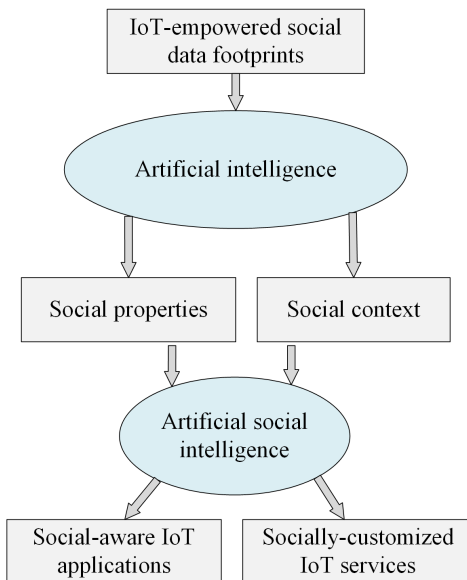 IoT-empowered social
data footprints
Artificial intelligence
Social properties
Social context
Artificial social
intelligence
Social-aware IoT
applications
Socially-customized
IoT services